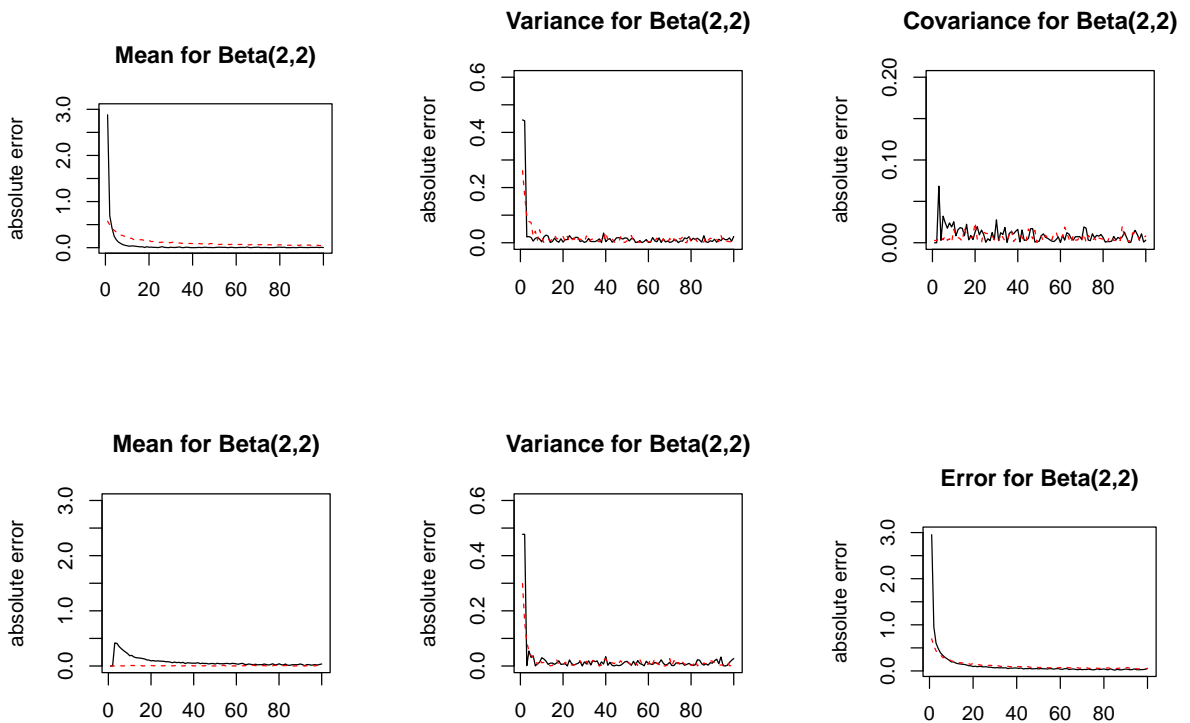 Mean for Beta(2,2)
absolute error
0.0 1.0 2.0 3.0
0 20 40 60 80
Variance for Beta(2,2)
absolute error
0.0 0.2 0.4 0.6
0 20 40 60 80
Covariance for Beta(2,2)
absolute error
0.00 0.10 0.20
0 20 40 60 80
Mean for Beta(2,2)
absolute error
0.0 1.0 2.0 3.0
0 20 40 60 80
Variance for Beta(2,2)
absolute error
0.0 0.2 0.4 0.6
0 20 40 60 80
Error for Beta(2,2)
absolute error
0.0 1.0 2.0 3.0
0 20 40 60 80